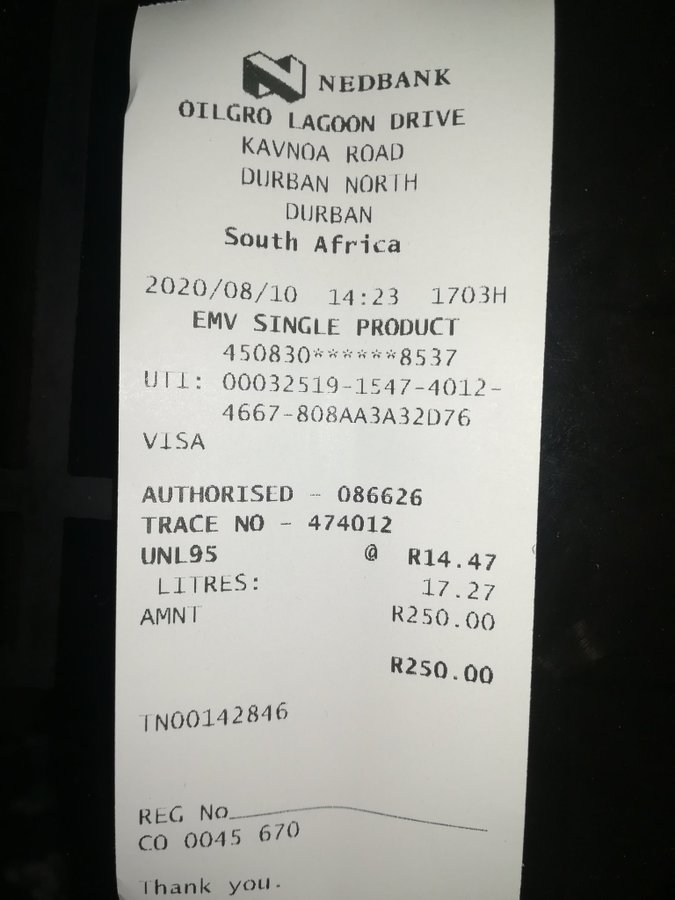 NEDBANK
OILGRO LAGOON DRIVE
KAVNOA ROAD
DURBAN NORTH
DURBAN
South Africa
2020/08/10 14:23 1703H
EMV SINGLE PRODUCT
450830******8537
UTI: 00032519-1547-4012-
4667-808AA3A32D76
VISA
AUTHORISED - 086626
TRACE NO - 474012
UNL95 @ R14.47
LITRES: 17.27
AMNT R250.00
R250.00
TN00142846
REG No
CO 0045 670
Thank you.